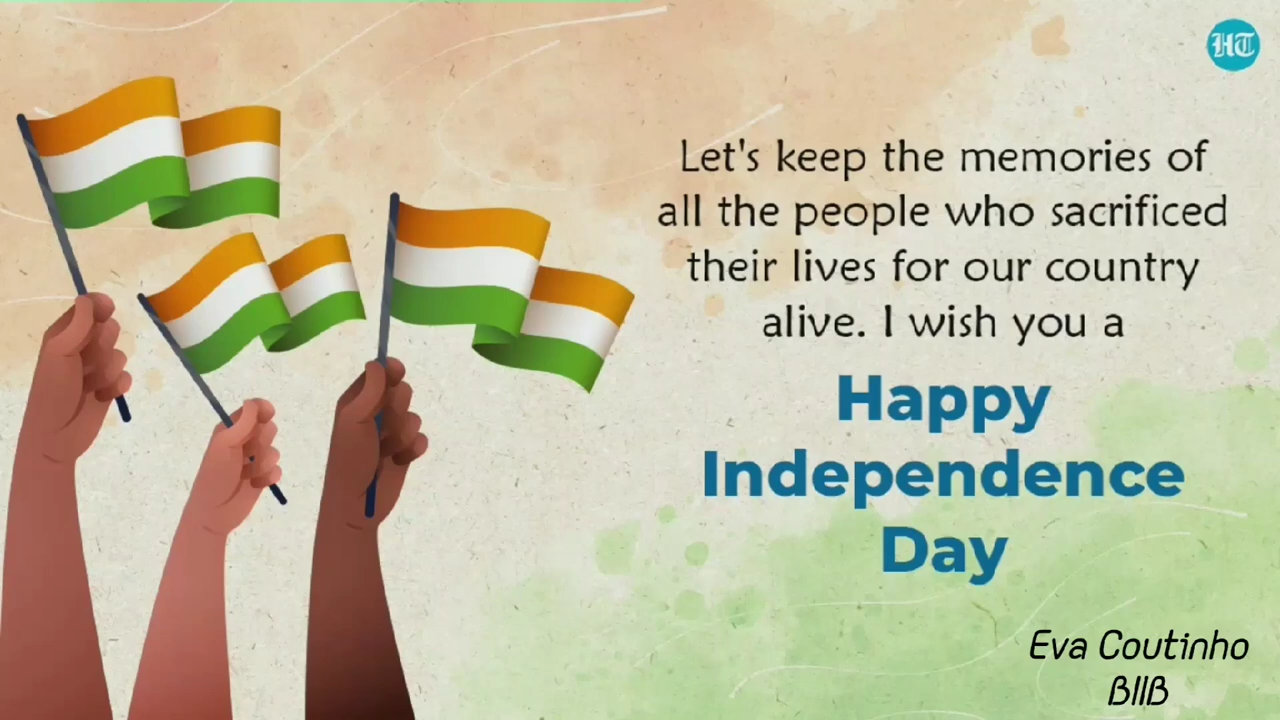 HT
Let's keep the memories of
all the people who sacrificed
their lives for our country
alive. I wish you a
Happy
Independence
Day
Eva Coutinho
BIIB